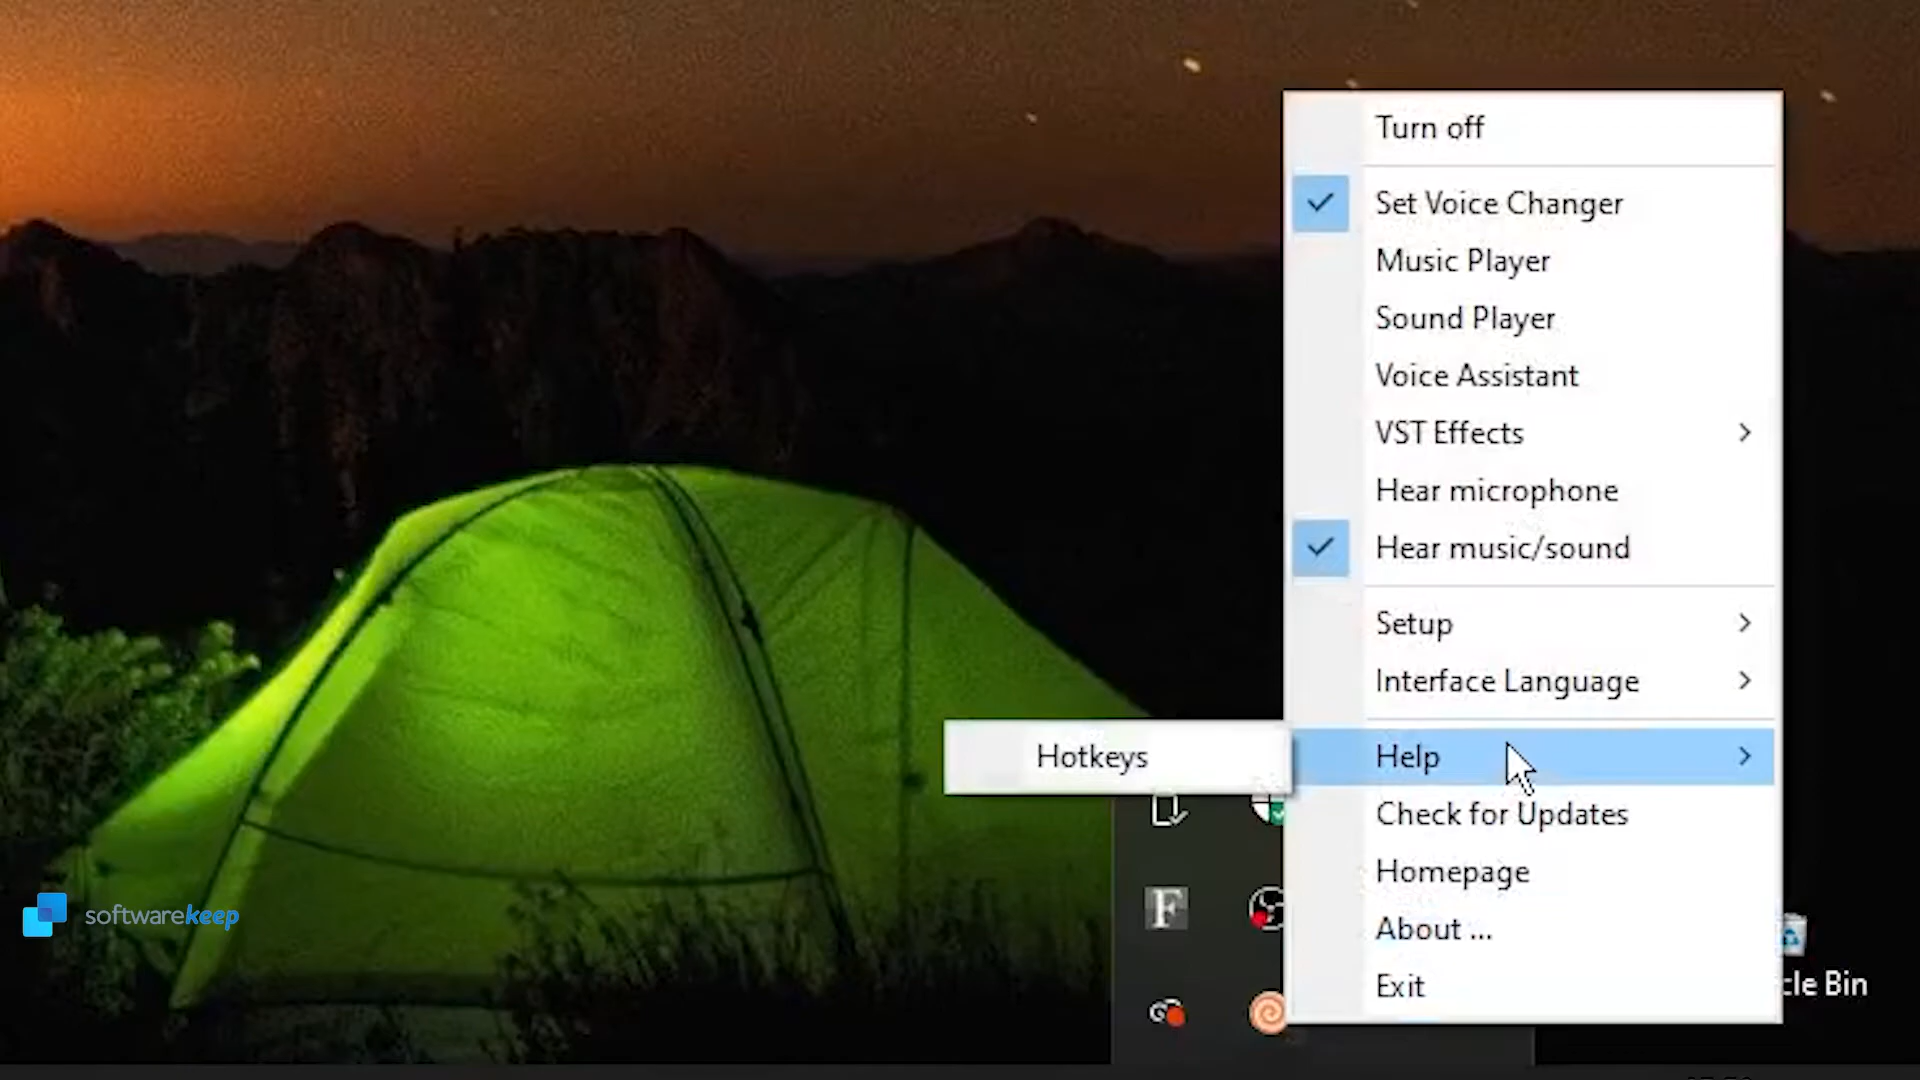 Turn off
Set Voice Changer
Music Player
Sound Player
Voice Assistant
VST Effects
Hear microphone
Hear music/sound
Setup
Interface Language
Hotkeys
Help
Check for Updates
Homepage
About ...
Exit
F
softwarekeep
cle Bin